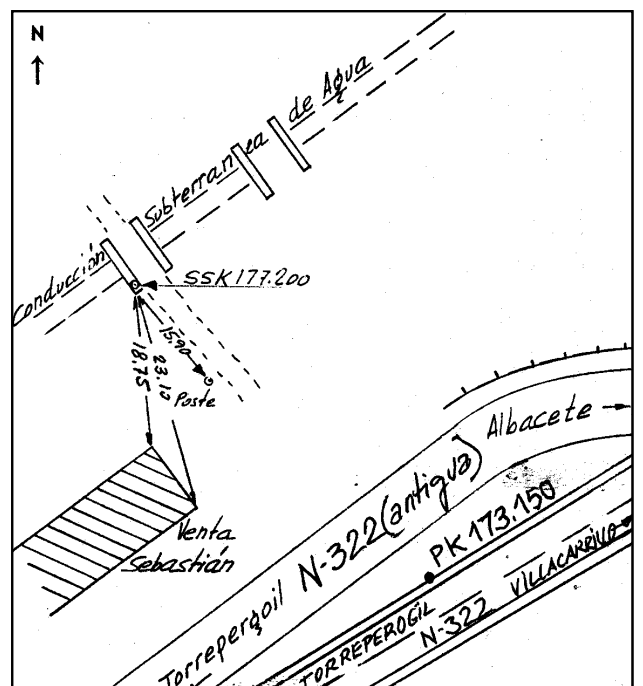 N
Conducción Subterranea de Agua
SSK 177.200
15,90
23.10
18.75
Poste
Venta
Sebastián
Albacete
Torreperogil N-322 (antigua)
PK 173.150
TORREPEROGIL N-322 VILLACARRILLO